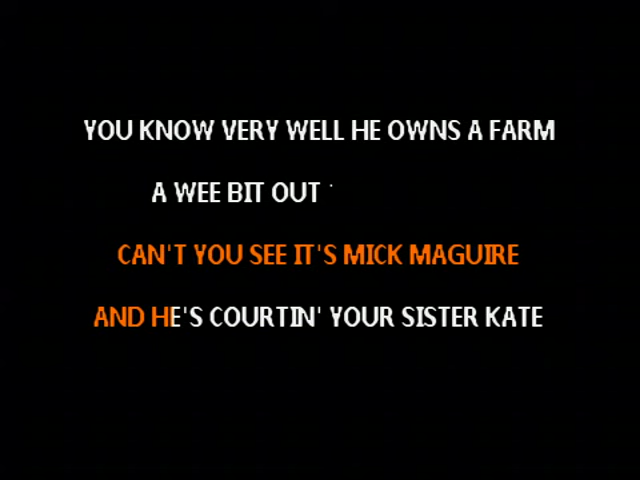 YOU KNOW VERY WELL HE OWNS A FARM
A WEE BIT OUT
CAN'T YOU SEE IT'S MICK MAGUIRE
AND HE'S COURTIN' YOUR SISTER KATE